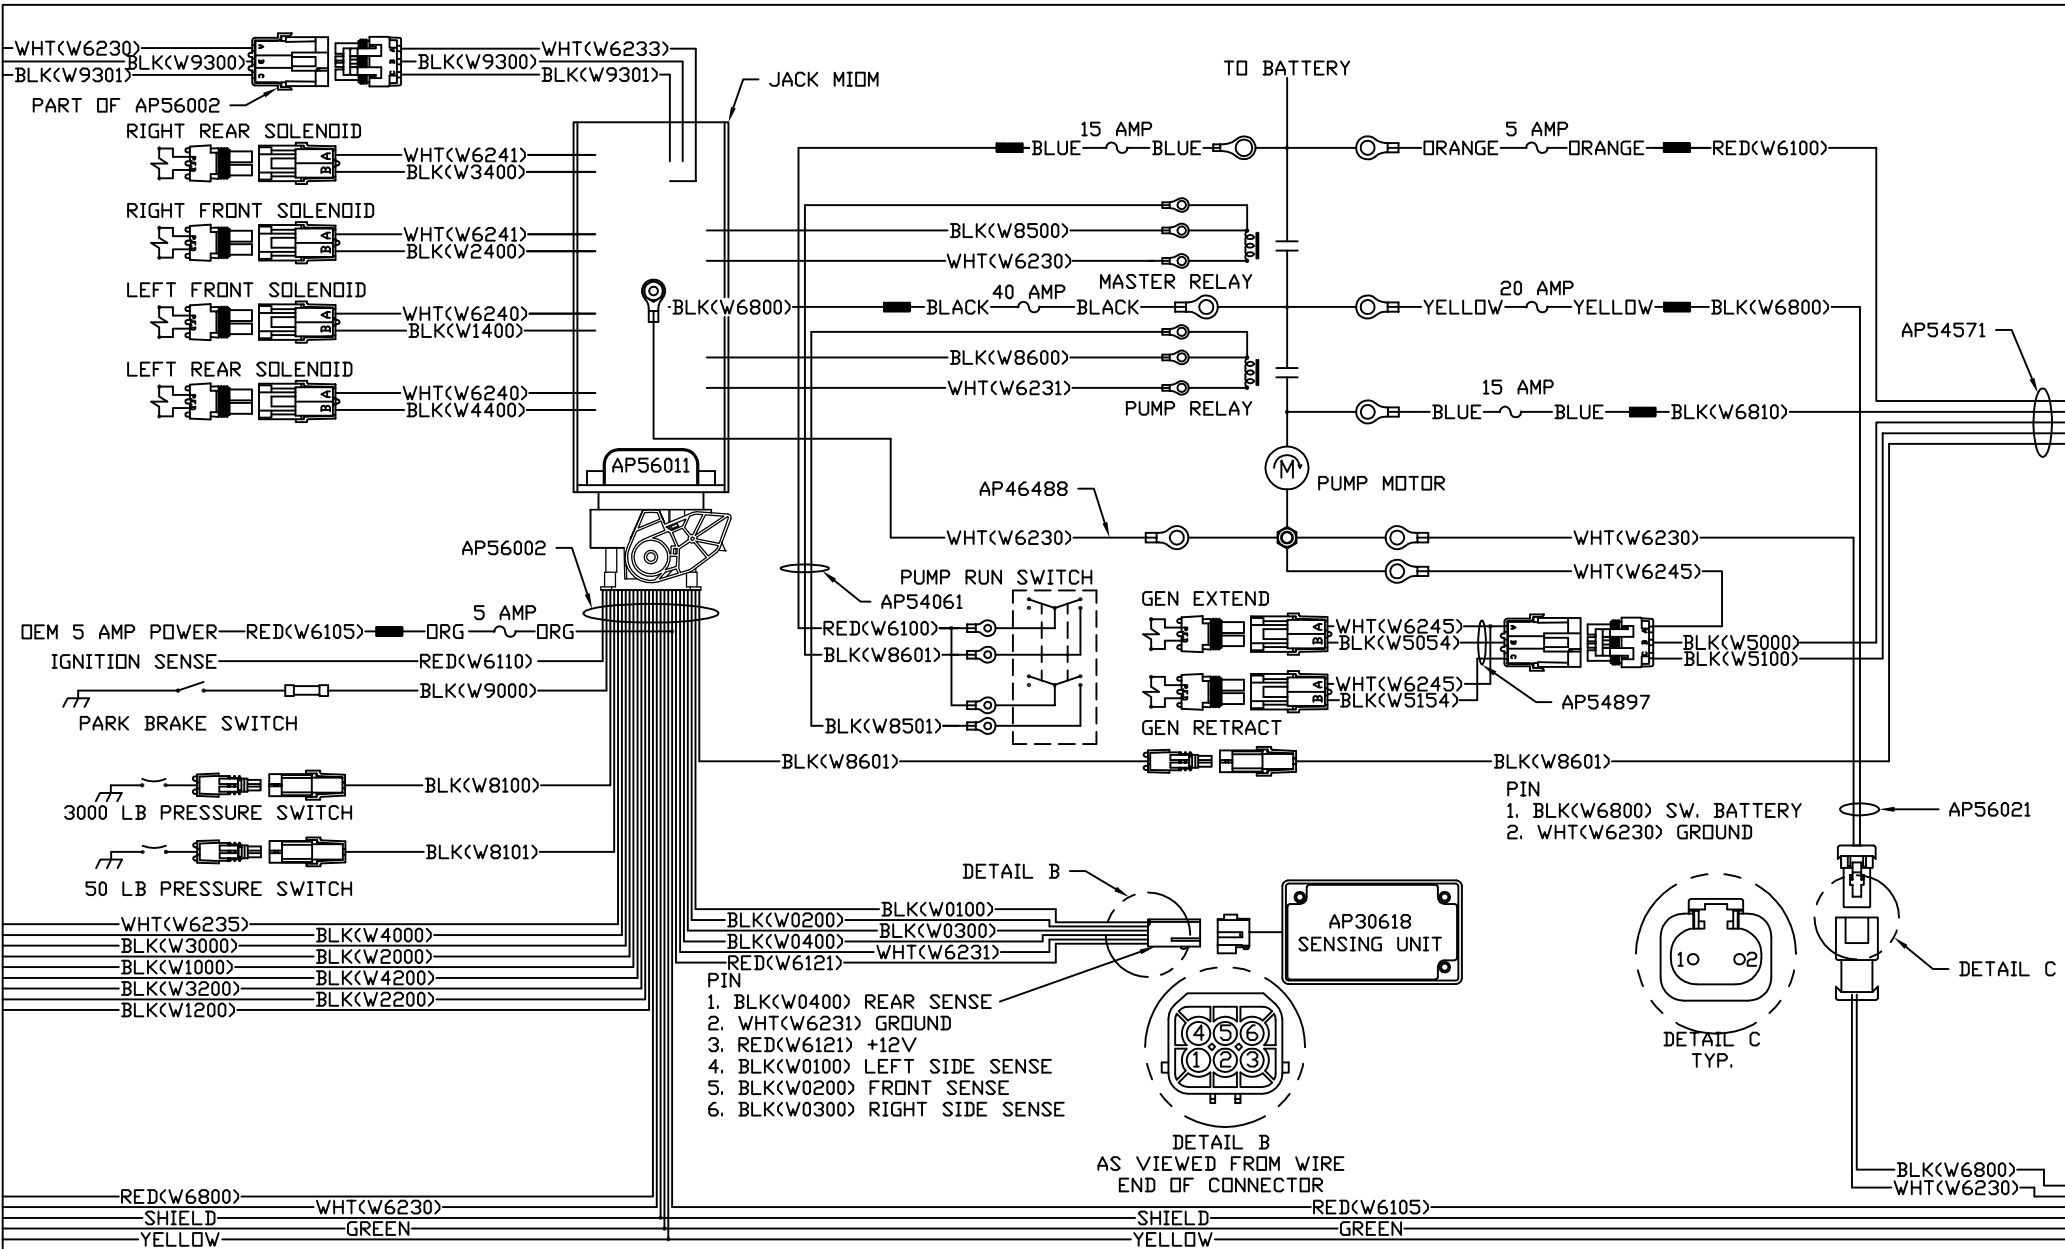 WHT(W6230)
BLK(W9300)
BLK(W9301)
PART OF AP56002
WHT(W6233)
BLK(W9300)
BLK(W9301)
JACK MIOM
RIGHT REAR SOLENOID
A
B
WHT(W6241)
BLK(W3400)
RIGHT FRONT SOLENOID
A
B
WHT(W6241)
BLK(W2400)
LEFT FRONT SOLENOID
A
B
WHT(W6240)
BLK(W1400)
LEFT REAR SOLENOID
A
B
WHT(W6240)
BLK(W4400)
AP56011
TO BATTERY
BLUE 15 AMP BLUE
ORANGE 5 AMP ORANGE RED(W6100)
BLK(W8500)
WHT(W6230)
MASTER RELAY
BLK(W6800) BLACK 40 AMP BLACK
YELLOW 20 AMP YELLOW BLK(W6800)
BLK(W8600)
WHT(W6231)
PUMP RELAY
BLUE 15 AMP BLUE BLK(W6810)
AP54571
M
PUMP MOTOR
AP46488
WHT(W6230)
WHT(W6230)
WHT(W6245)
AP56002
AP54061
PUMP RUN SWITCH
RED(W6100)
BLK(W8601)
BLK(W8501)
OEM 5 AMP POWER RED(W6105) ORG 5 AMP ORG
IGNITION SENSE RED(W6110)
BLK(W9000)
PARK BRAKE SWITCH
BLK(W8100)
3000 LB PRESSURE SWITCH
BLK(W8101)
50 LB PRESSURE SWITCH
GEN EXTEND
A
B
WHT(W6245)
BLK(W5054)
BLK(W5000)
BLK(W5100)
A
B
WHT(W6245)
BLK(W5154)
AP54897
GEN RETRACT
BLK(W8601)
BLK(W8601)
PIN
1. BLK(W6800) SW. BATTERY
2. WHT(W6230) GROUND
AP56021
WHT(W6235)
BLK(W4000)
BLK(W3000)
BLK(W2000)
BLK(W1000)
BLK(W4200)
BLK(W3200)
BLK(W2200)
BLK(W1200)
DETAIL B
BLK(W0100)
BLK(W0200)
BLK(W0300)
BLK(W0400)
WHT(W6231)
RED(W6121)
AP30618
SENSING UNIT
PIN
1. BLK(W0400) REAR SENSE
2. WHT(W6231) GROUND
3. RED(W6121) +12V
4. BLK(W0100) LEFT SIDE SENSE
5. BLK(W0200) FRONT SENSE
6. BLK(W0300) RIGHT SIDE SENSE
4 5 6
1 2 3
DETAIL B
AS VIEWED FROM WIRE
END OF CONNECTOR
1 2
DETAIL C
TYP.
DETAIL C
BLK(W6800)
WHT(W6230)
RED(W6800)
WHT(W6230)
SHIELD
GREEN
YELLOW
RED(W6105)
SHIELD
GREEN
YELLOW